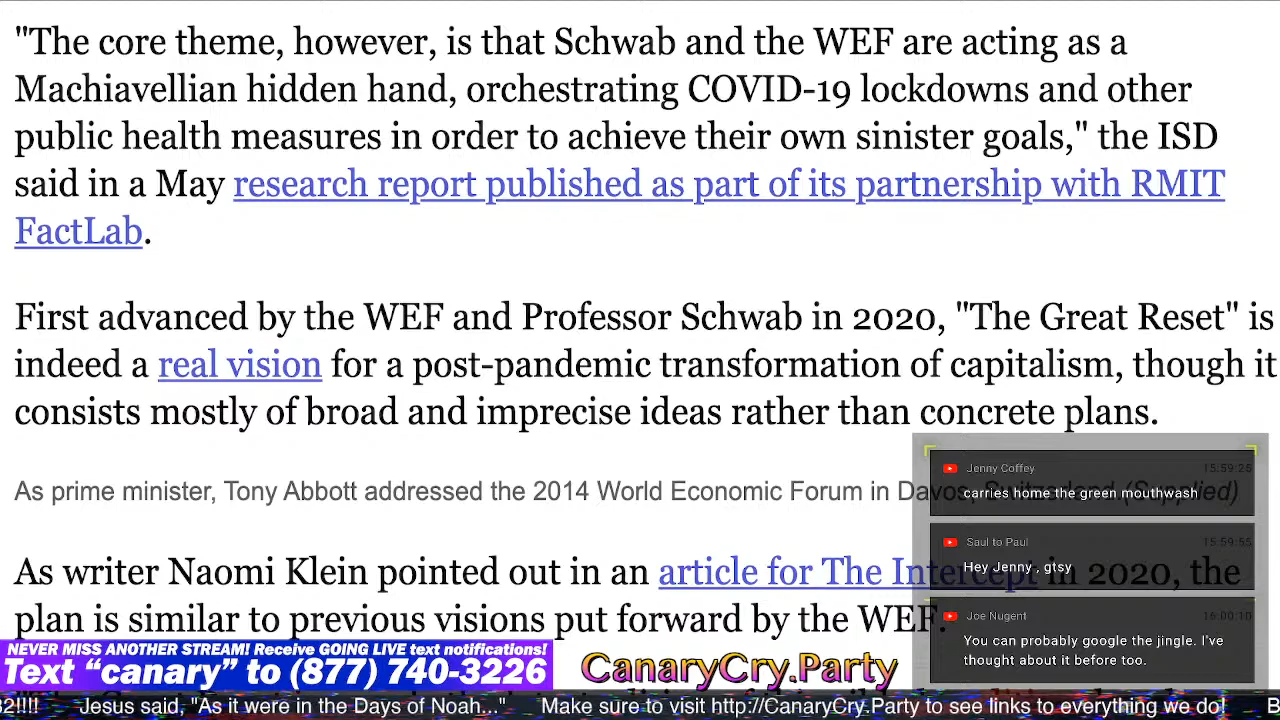 "The core theme, however, is that Schwab and the WEF are acting as a
Machiavellian hidden hand, orchestrating COVID-19 lockdowns and other
public health measures in order to achieve their own sinister goals," the ISD
said in a May research report published as part of its partnership with RMIT
FactLab.
First advanced by the WEF and Professor Schwab in 2020, "The Great Reset" is
indeed a real vision for a post-pandemic transformation of capitalism, though it
consists mostly of broad and imprecise ideas rather than concrete plans.
As prime minister, Tony Abbott addressed the 2014 World Economic Forum in Davos, Switzerland (Supplied)
As writer Naomi Klein pointed out in an article for The Intercept in 2020, the
plan is similar to previous visions put forward by the WEF.
Jenny Coffey 15:59:25
carries home the green mouthwash
Saul to Paul 15:59:55
Hey Jenny , gtsy
Joe Nugent 16:00:10
You can probably google the jingle. I've
thought about it before too.
NEVER MISS ANOTHER STREAM! Receive GOING LIVE text notifications!
Text "canary" to (877) 740-3226
CanaryCry.Party
32!!!! Jesus said, "As it were in the Days of Noah..." Make sure to visit http://CanaryCry.Party to see links to everything we do!